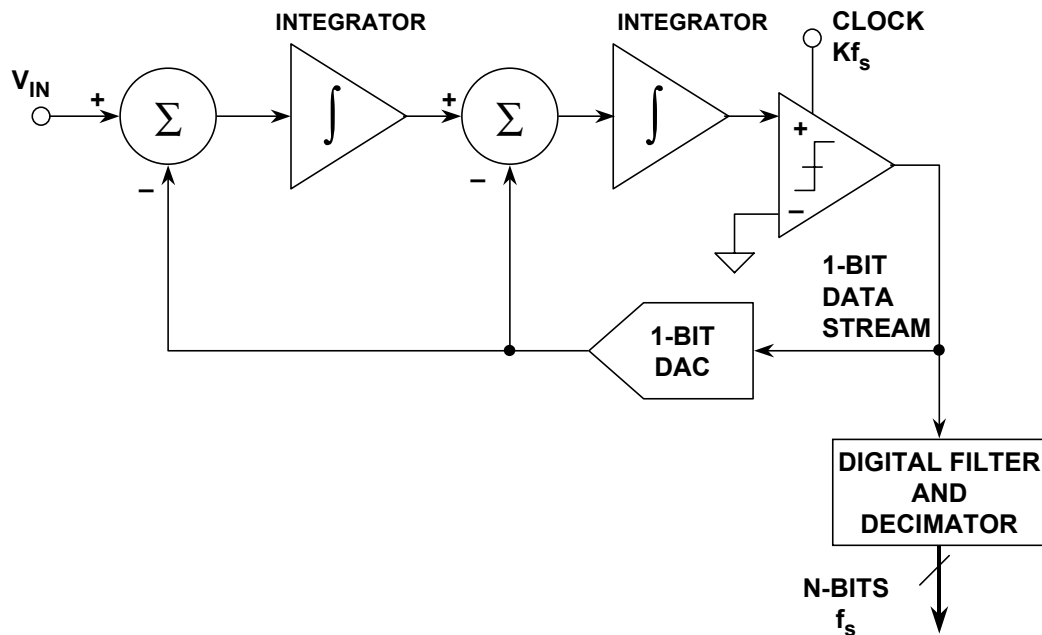 INTEGRATOR
INTEGRATOR
CLOCK
Kfs
VIN
+
Σ
∫
+
Σ
∫
+
–
–
–
1-BIT
DATA
STREAM
1-BIT
DAC
DIGITAL FILTER
AND
DECIMATOR
N-BITS
fs